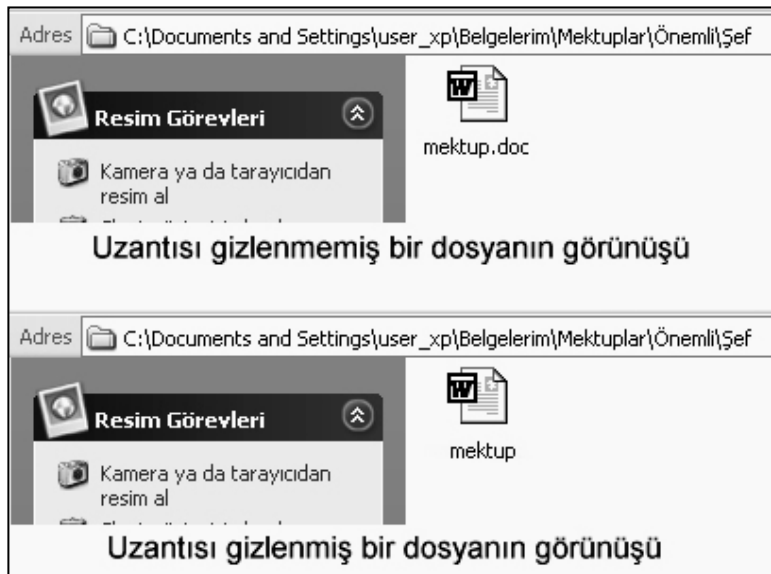 Adres C:\Documents and Settings\user_xp\Belgelerim\Mektuplar\Önemli\Şef
Resim Görevleri
Kamera ya da tarayıcıdan
resim al
mektup.doc
Uzantısı gizlenmemiş bir dosyanın görünüşü
Adres C:\Documents and Settings\user_xp\Belgelerim\Mektuplar\Önemli\Şef
Resim Görevleri
Kamera ya da tarayıcıdan
resim al
mektup
Uzantısı gizlenmiş bir dosyanın görünüşü